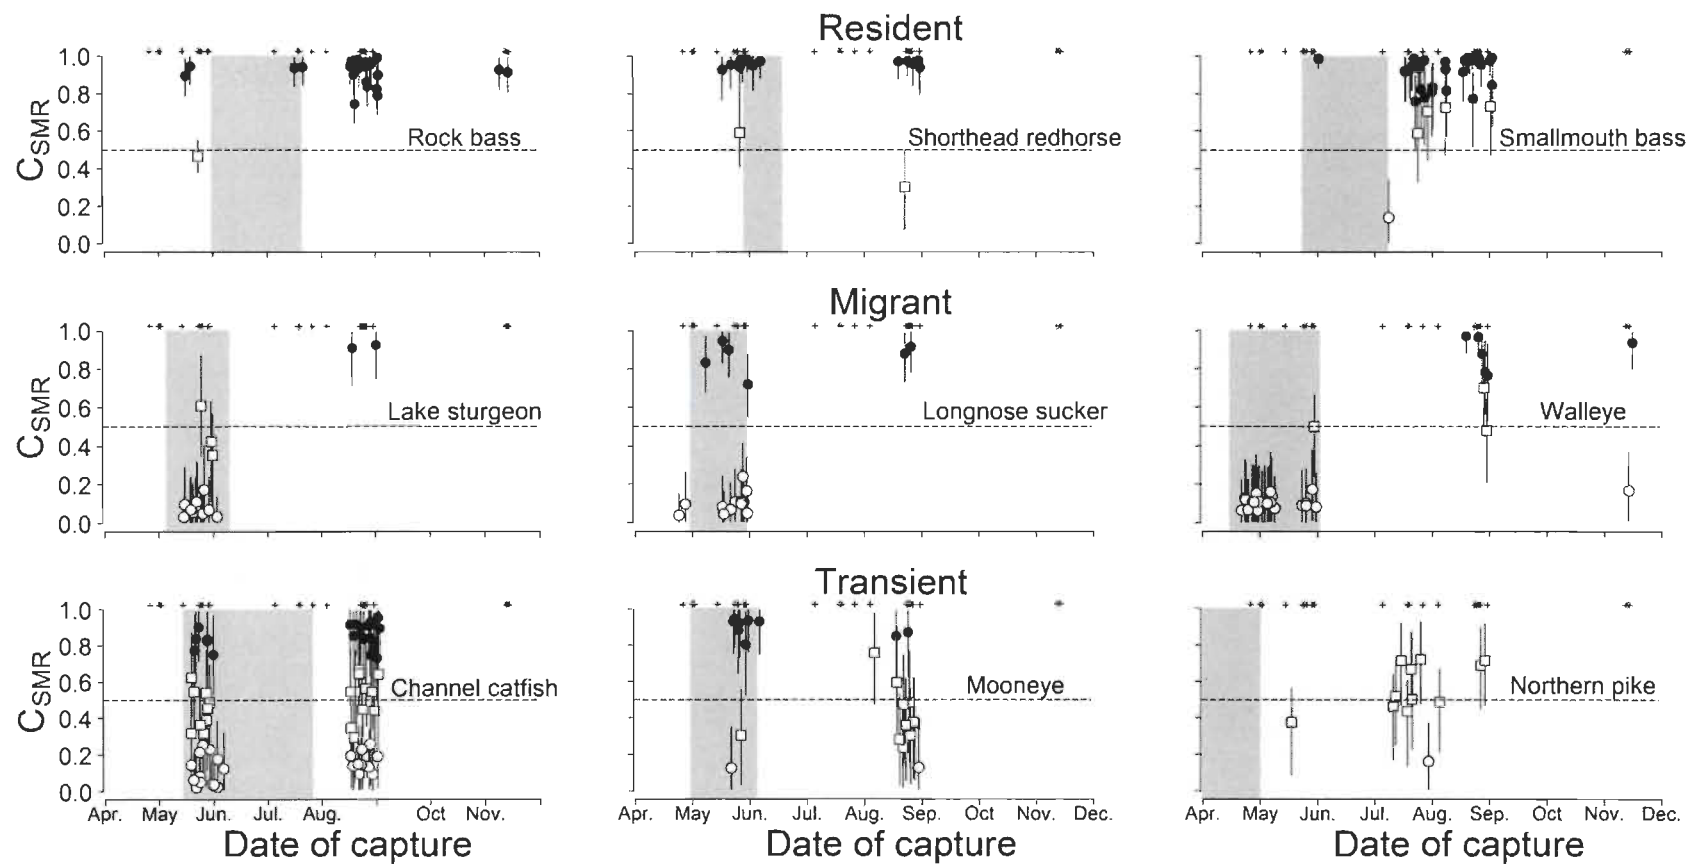 Resident
1.0
0.8
0.6
0.4
0.2
0.0
CSMR
Rock bass
Shorthead redhorse
Smallmouth bass
Migrant
1.0
0.8
0.6
0.4
0.2
0.0
CSMR
Lake sturgeon
Longnose sucker
Walleye
Transient
1.0
0.8
0.6
0.4
0.2
0.0
CSMR
Channel catfish
Mooneye
Northern pike
Apr. May Jun. Jul. Aug. Oct Nov.
Apr. May Jun. Jul. Aug. Sep. Oct Nov. Dec.
Apr. May Jun. Jul. Aug. Sep. Oct Nov. Dec.
Date of capture
Date of capture
Date of capture